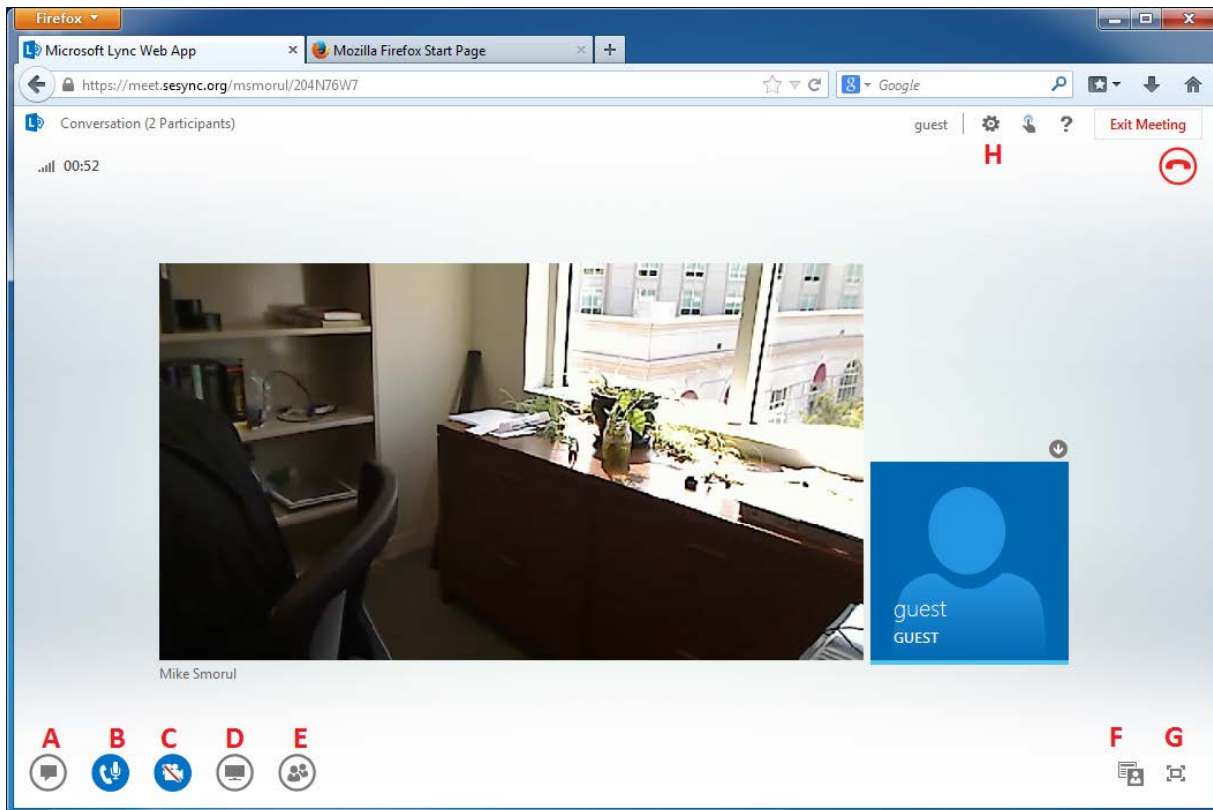 Firefox
Microsoft Lync Web App
Mozilla Firefox Start Page
https://meet.sesync.org/msmorul/204N76W7
Google
Conversation (2 Participants)
guest
?
Exit Meeting
H
00:52
guest
GUEST
Mike Smorul
A B C D E F G